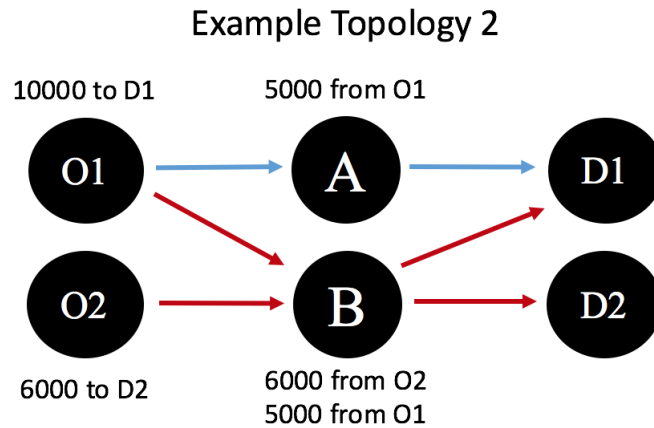 Example Topology 2
10000 to D1
5000 from O1
O1
A
D1
O2
B
D2
6000 to D2
6000 from O2
5000 from O1